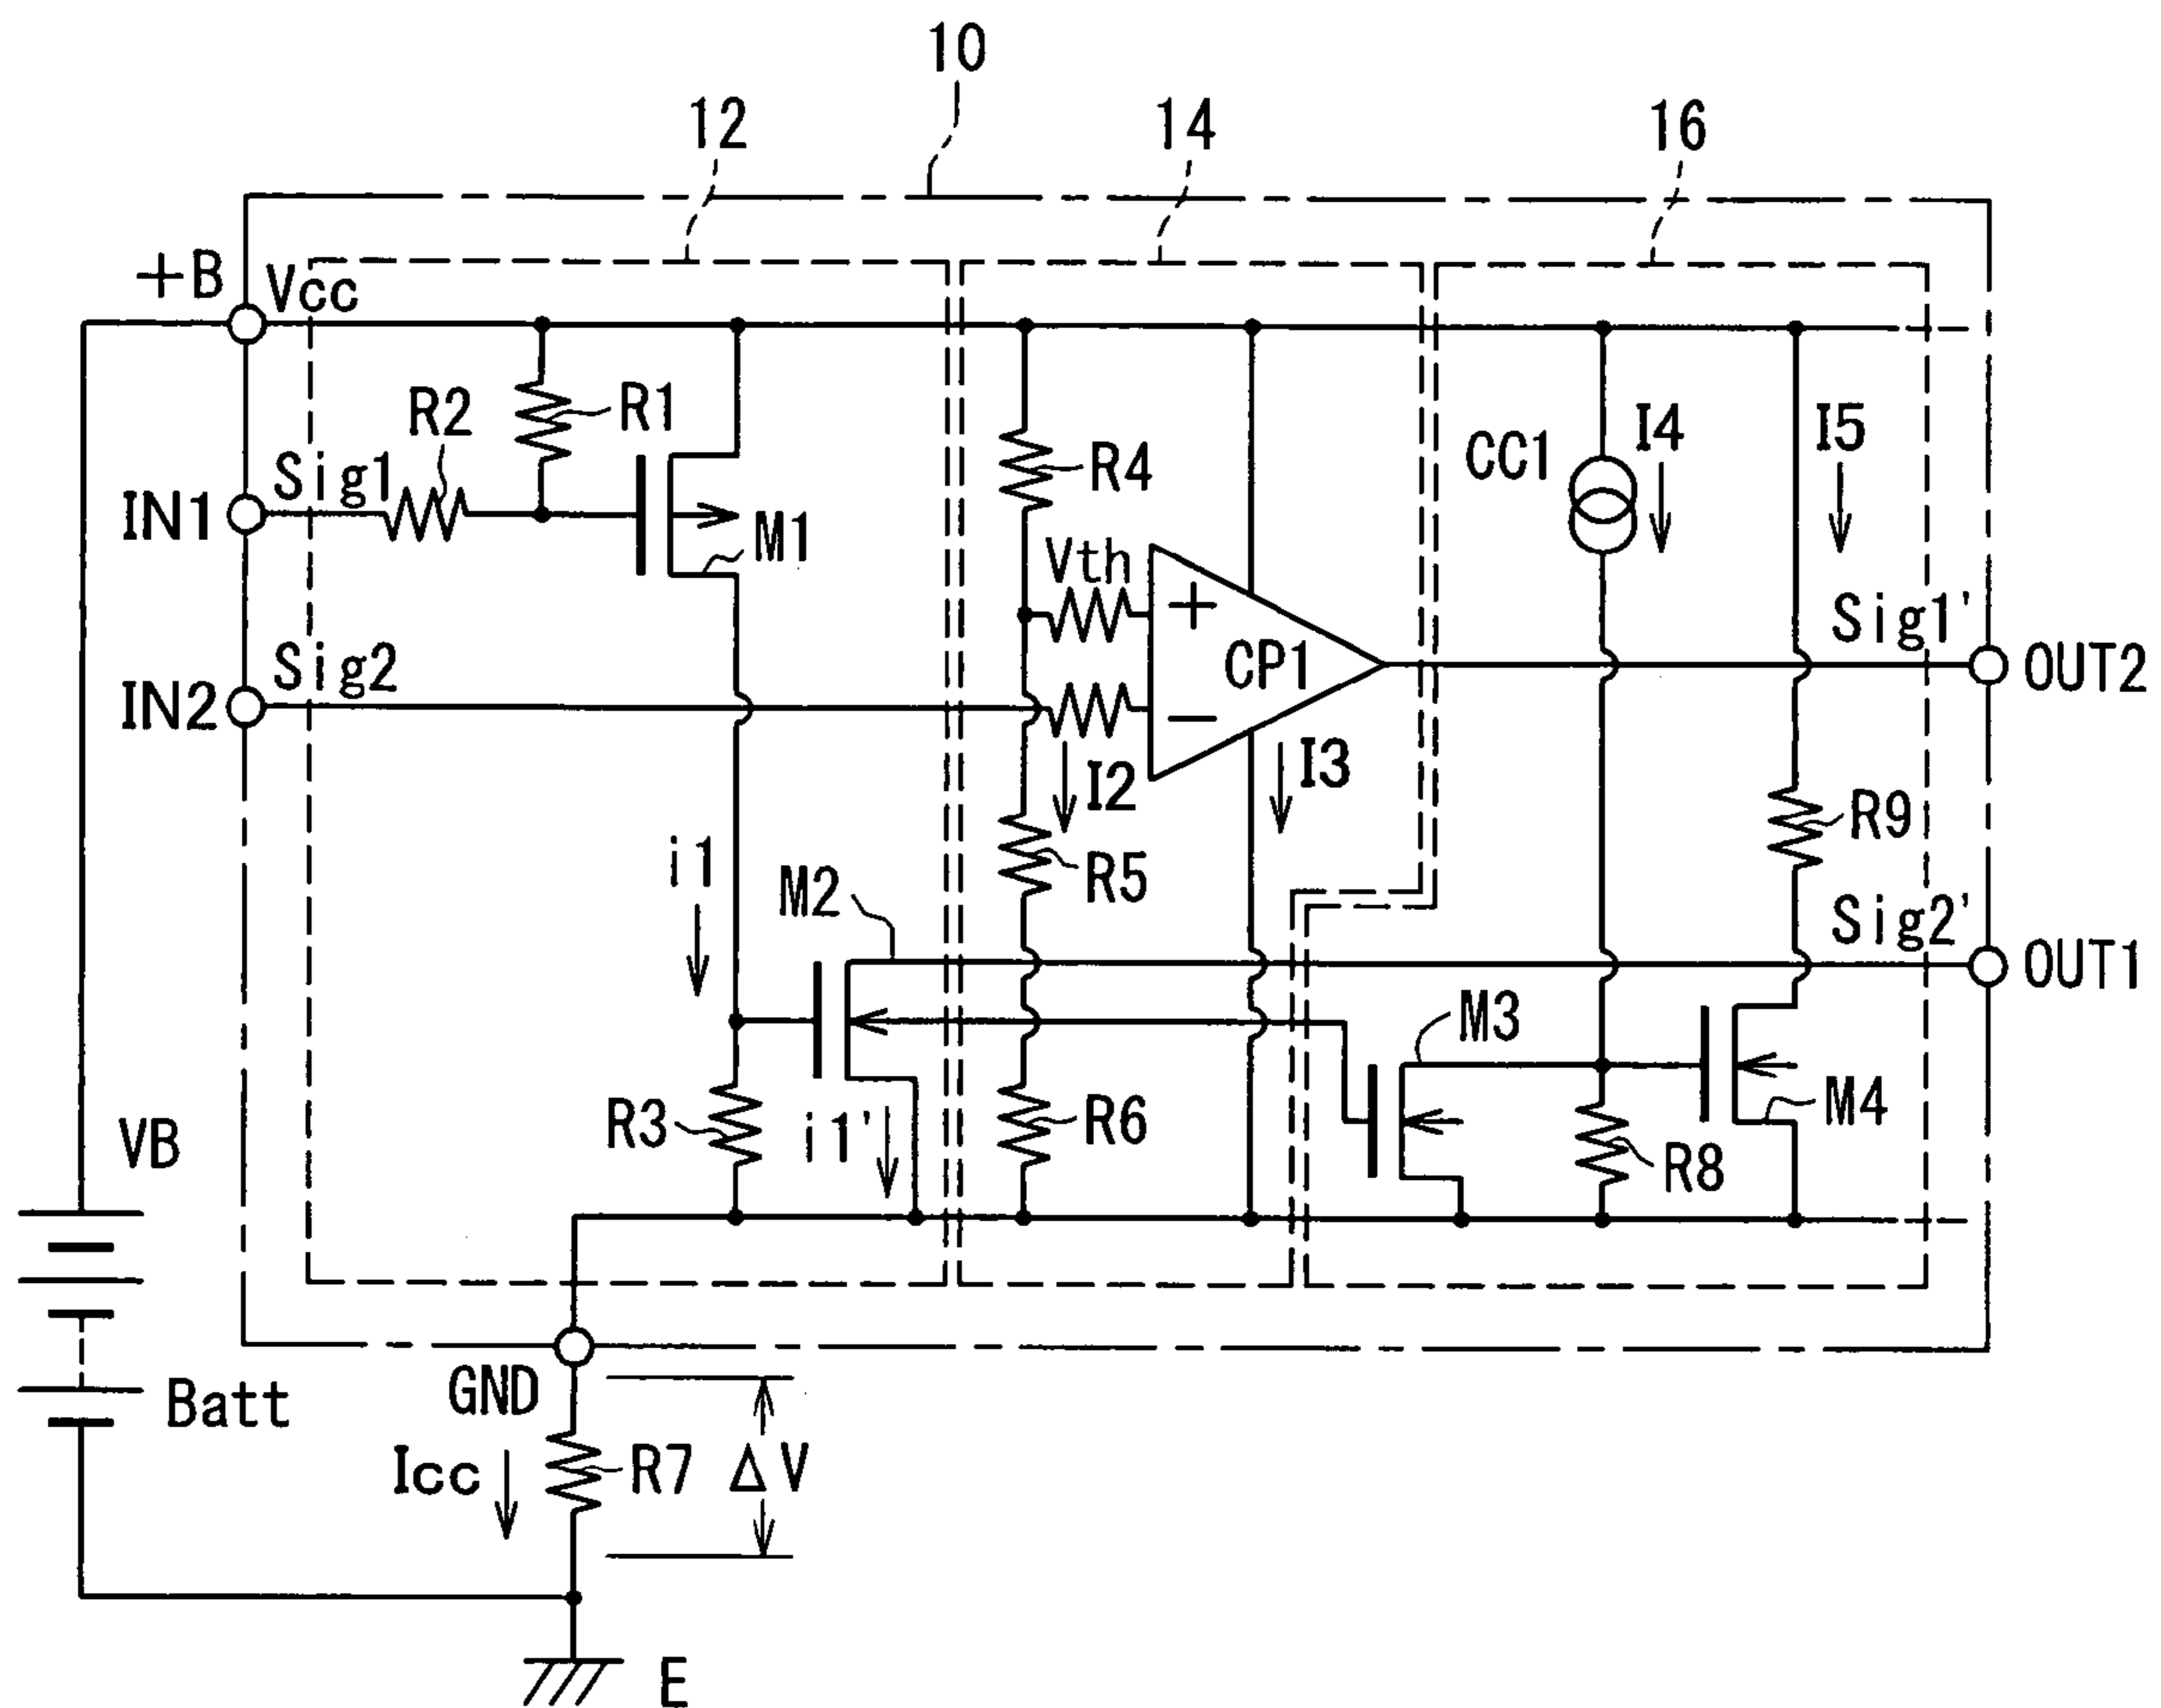 10
12
14
16
+B
Vcc
R2
R1
R4
CC1
I4
I5
Sig1
IN1
M1
Vth
+
CP1
−
Sig1'
OUT2
Sig2
IN2
I2
I3
R9
R5
i1
M2
Sig2'
OUT1
M3
R3
i1'
R6
M4
R8
VB
GND
Batt
Icc
R7
ΔV
E